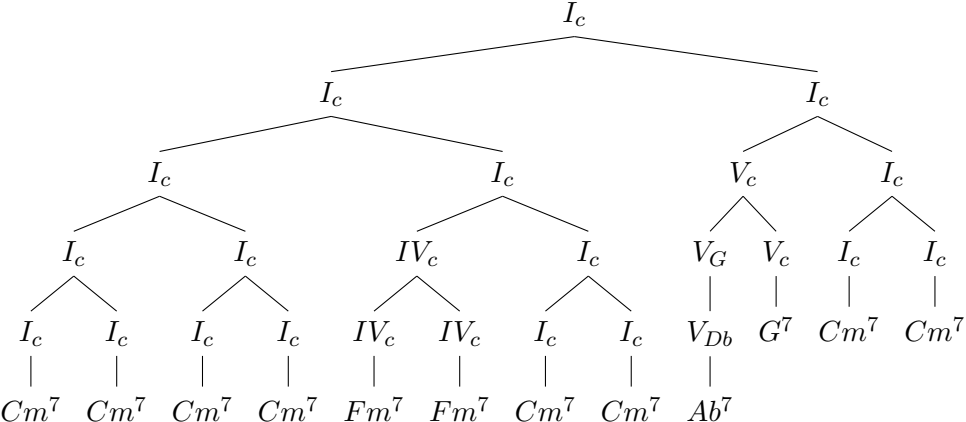 I_c
I_c I_c
I_c I_c V_c I_c
I_c I_c IV_c I_c V_G V_c I_c I_c
I_c I_c I_c I_c IV_c IV_c I_c I_c V_{Db} G^7 Cm^7 Cm^7
Cm^7 Cm^7 Cm^7 Cm^7 Fm^7 Fm^7 Cm^7 Cm^7 Ab^7